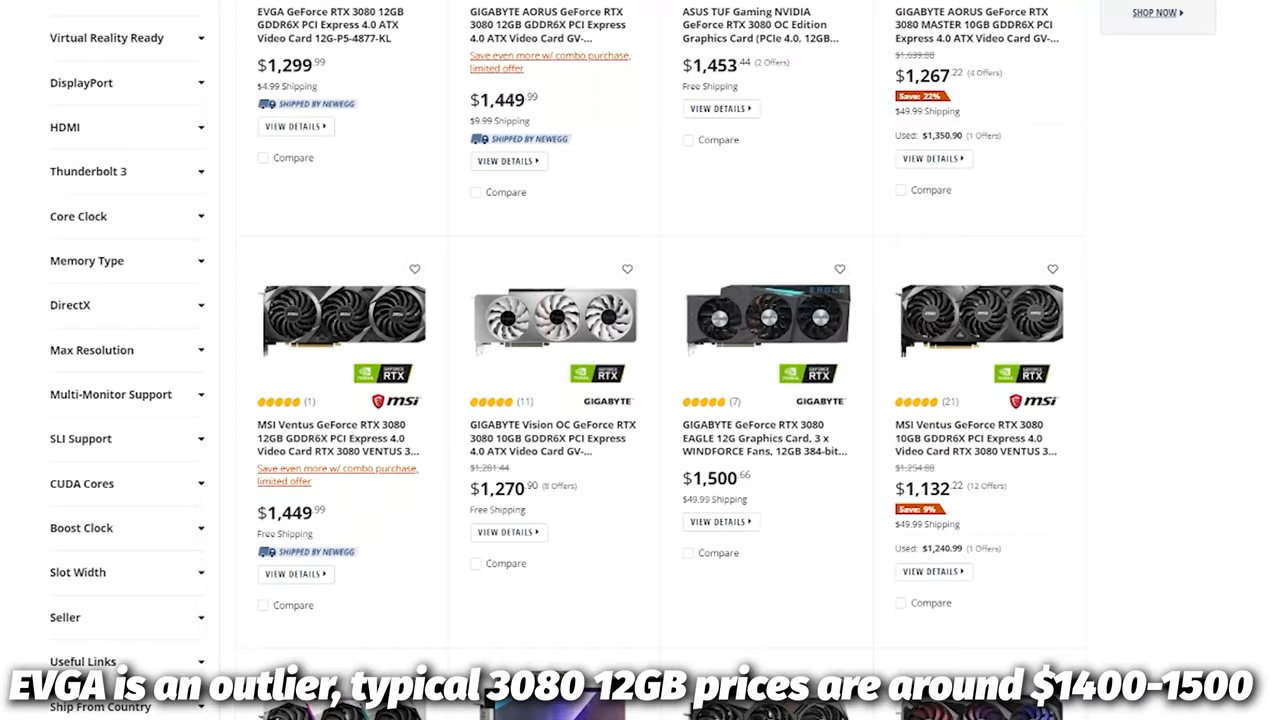 Virtual Reality Ready
DisplayPort
HDMI
Thunderbolt 3
Core Clock
Memory Type
DirectX
Max Resolution
Multi-Monitor Support
SLI Support
CUDA Cores
Boost Clock
Slot Width
Seller
Useful Links
Ship From Country
EVGA GeForce RTX 3080 12GB
GDDR6X PCI Express 4.0 ATX
Video Card 12G-P5-4877-KL
$1,299.99
$4.99 Shipping
SHIPPED BY NEWEGG
VIEW DETAILS
Compare
GIGABYTE AORUS GeForce RTX
3080 12GB GDDR6X PCI Express
4.0 ATX Video Card GV-...
Save even more w/ combo purchase,
limited offer
$1,449.99
$9.99 Shipping
SHIPPED BY NEWEGG
VIEW DETAILS
Compare
ASUS TUF Gaming NVIDIA
GeForce RTX 3080 OC Edition
Graphics Card (PCIe 4.0, 12GB...
$1,453.44 (2 Offers)
Free Shipping
VIEW DETAILS
Compare
GIGABYTE AORUS GeForce RTX
3080 MASTER 10GB GDDR6X PCI
Express 4.0 ATX Video Card GV-...
$1,639.88
$1,267.22 (4 Offers)
Save: 22%
$49.99 Shipping
Used: $1,350.90 (1 Offers)
VIEW DETAILS
Compare
SHOP NOW
GEFORCE RTX
(1) msi
MSI Ventus GeForce RTX 3080
12GB GDDR6X PCI Express 4.0
Video Card RTX 3080 VENTUS 3...
Save even more w/ combo purchase,
limited offer
$1,449.99
Free Shipping
SHIPPED BY NEWEGG
VIEW DETAILS
Compare
GEFORCE RTX
(11) GIGABYTE
GIGABYTE Vision OC GeForce RTX
3080 10GB GDDR6X PCI Express
4.0 ATX Video Card GV-...
$1,281.44
$1,270.90 (8 Offers)
Free Shipping
VIEW DETAILS
Compare
EAGLE
GEFORCE RTX
(7) GIGABYTE
GIGABYTE GeForce RTX 3080
EAGLE 12G Graphics Card, 3 x
WINDFORCE Fans, 12GB 384-bit...
$1,500.66
$49.99 Shipping
VIEW DETAILS
Compare
GEFORCE RTX
(21) msi
MSI Ventus GeForce RTX 3080
10GB GDDR6X PCI Express 4.0
Video Card RTX 3080 VENTUS 3...
$1,254.88
$1,132.22 (12 Offers)
Save: 9%
$49.99 Shipping
Used: $1,240.99 (1 Offers)
VIEW DETAILS
Compare
EVGA is an outlier, typical 3080 12GB prices are around $1400-1500